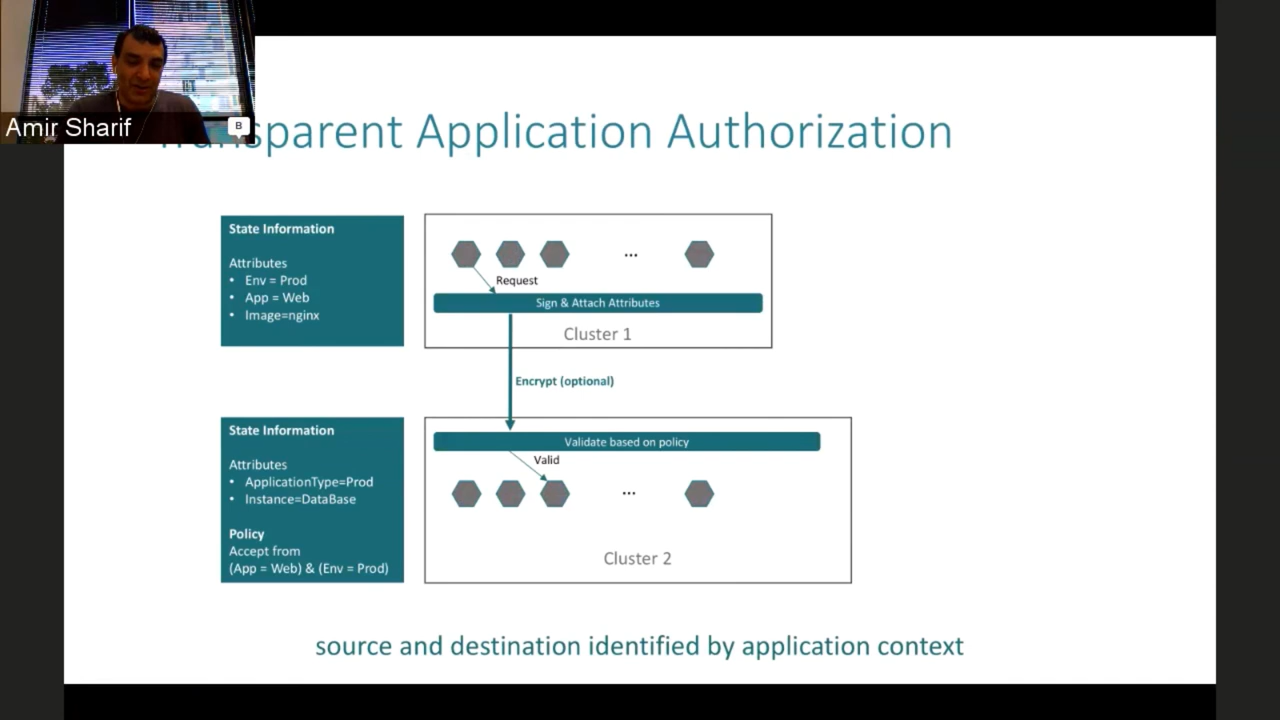 Amir Sharif
B
Transparent Application Authorization
State Information
Attributes
• Env = Prod
• App = Web
• Image=nginx
...
Request
Sign & Attach Attributes
Cluster 1
Encrypt (optional)
State Information
Attributes
• ApplicationType=Prod
• Instance=DataBase
Policy
Accept from
(App = Web) & (Env = Prod)
Validate based on policy
Valid
...
Cluster 2
source and destination identified by application context